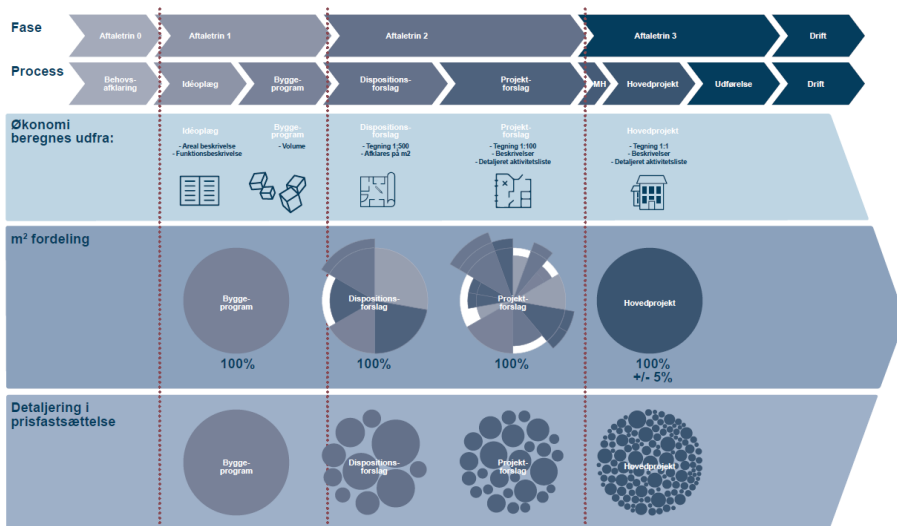 Fase
Aftaletrin 0
Aftaletrin 1
Aftaletrin 2
Aftaletrin 3
Drift
Process
Behovs-
afklaring
Idéoplæg
Bygge-
program
Dispositions-
forslag
Projekt-
forslag
MH
Hovedprojekt
Udførelse
Drift
Økonomi
beregnes udfra:
Idéoplæg
- Areal beskrivelse
- Funktionsbeskrivelse
Bygge-
program
- Volume
Dispositions-
forslag
- Tegning 1:500
- Afklares på m2
Projekt-
forslag
- Tegning 1:100
- Beskrivelser
- Detaljeret aktivitetsliste
Hovedprojekt
- Tegning 1:1
- Beskrivelser
- Detaljeret aktivitetsliste
m² fordeling
Bygge-
program
100%
Dispositions-
forslag
100%
Projekt-
forslag
100%
Hovedprojekt
100%
+/- 5%
Detaljering i
prisfastsættelse
Bygge-
program
Dispositions-
forslag
Projekt-
forslag
Hovedprojekt